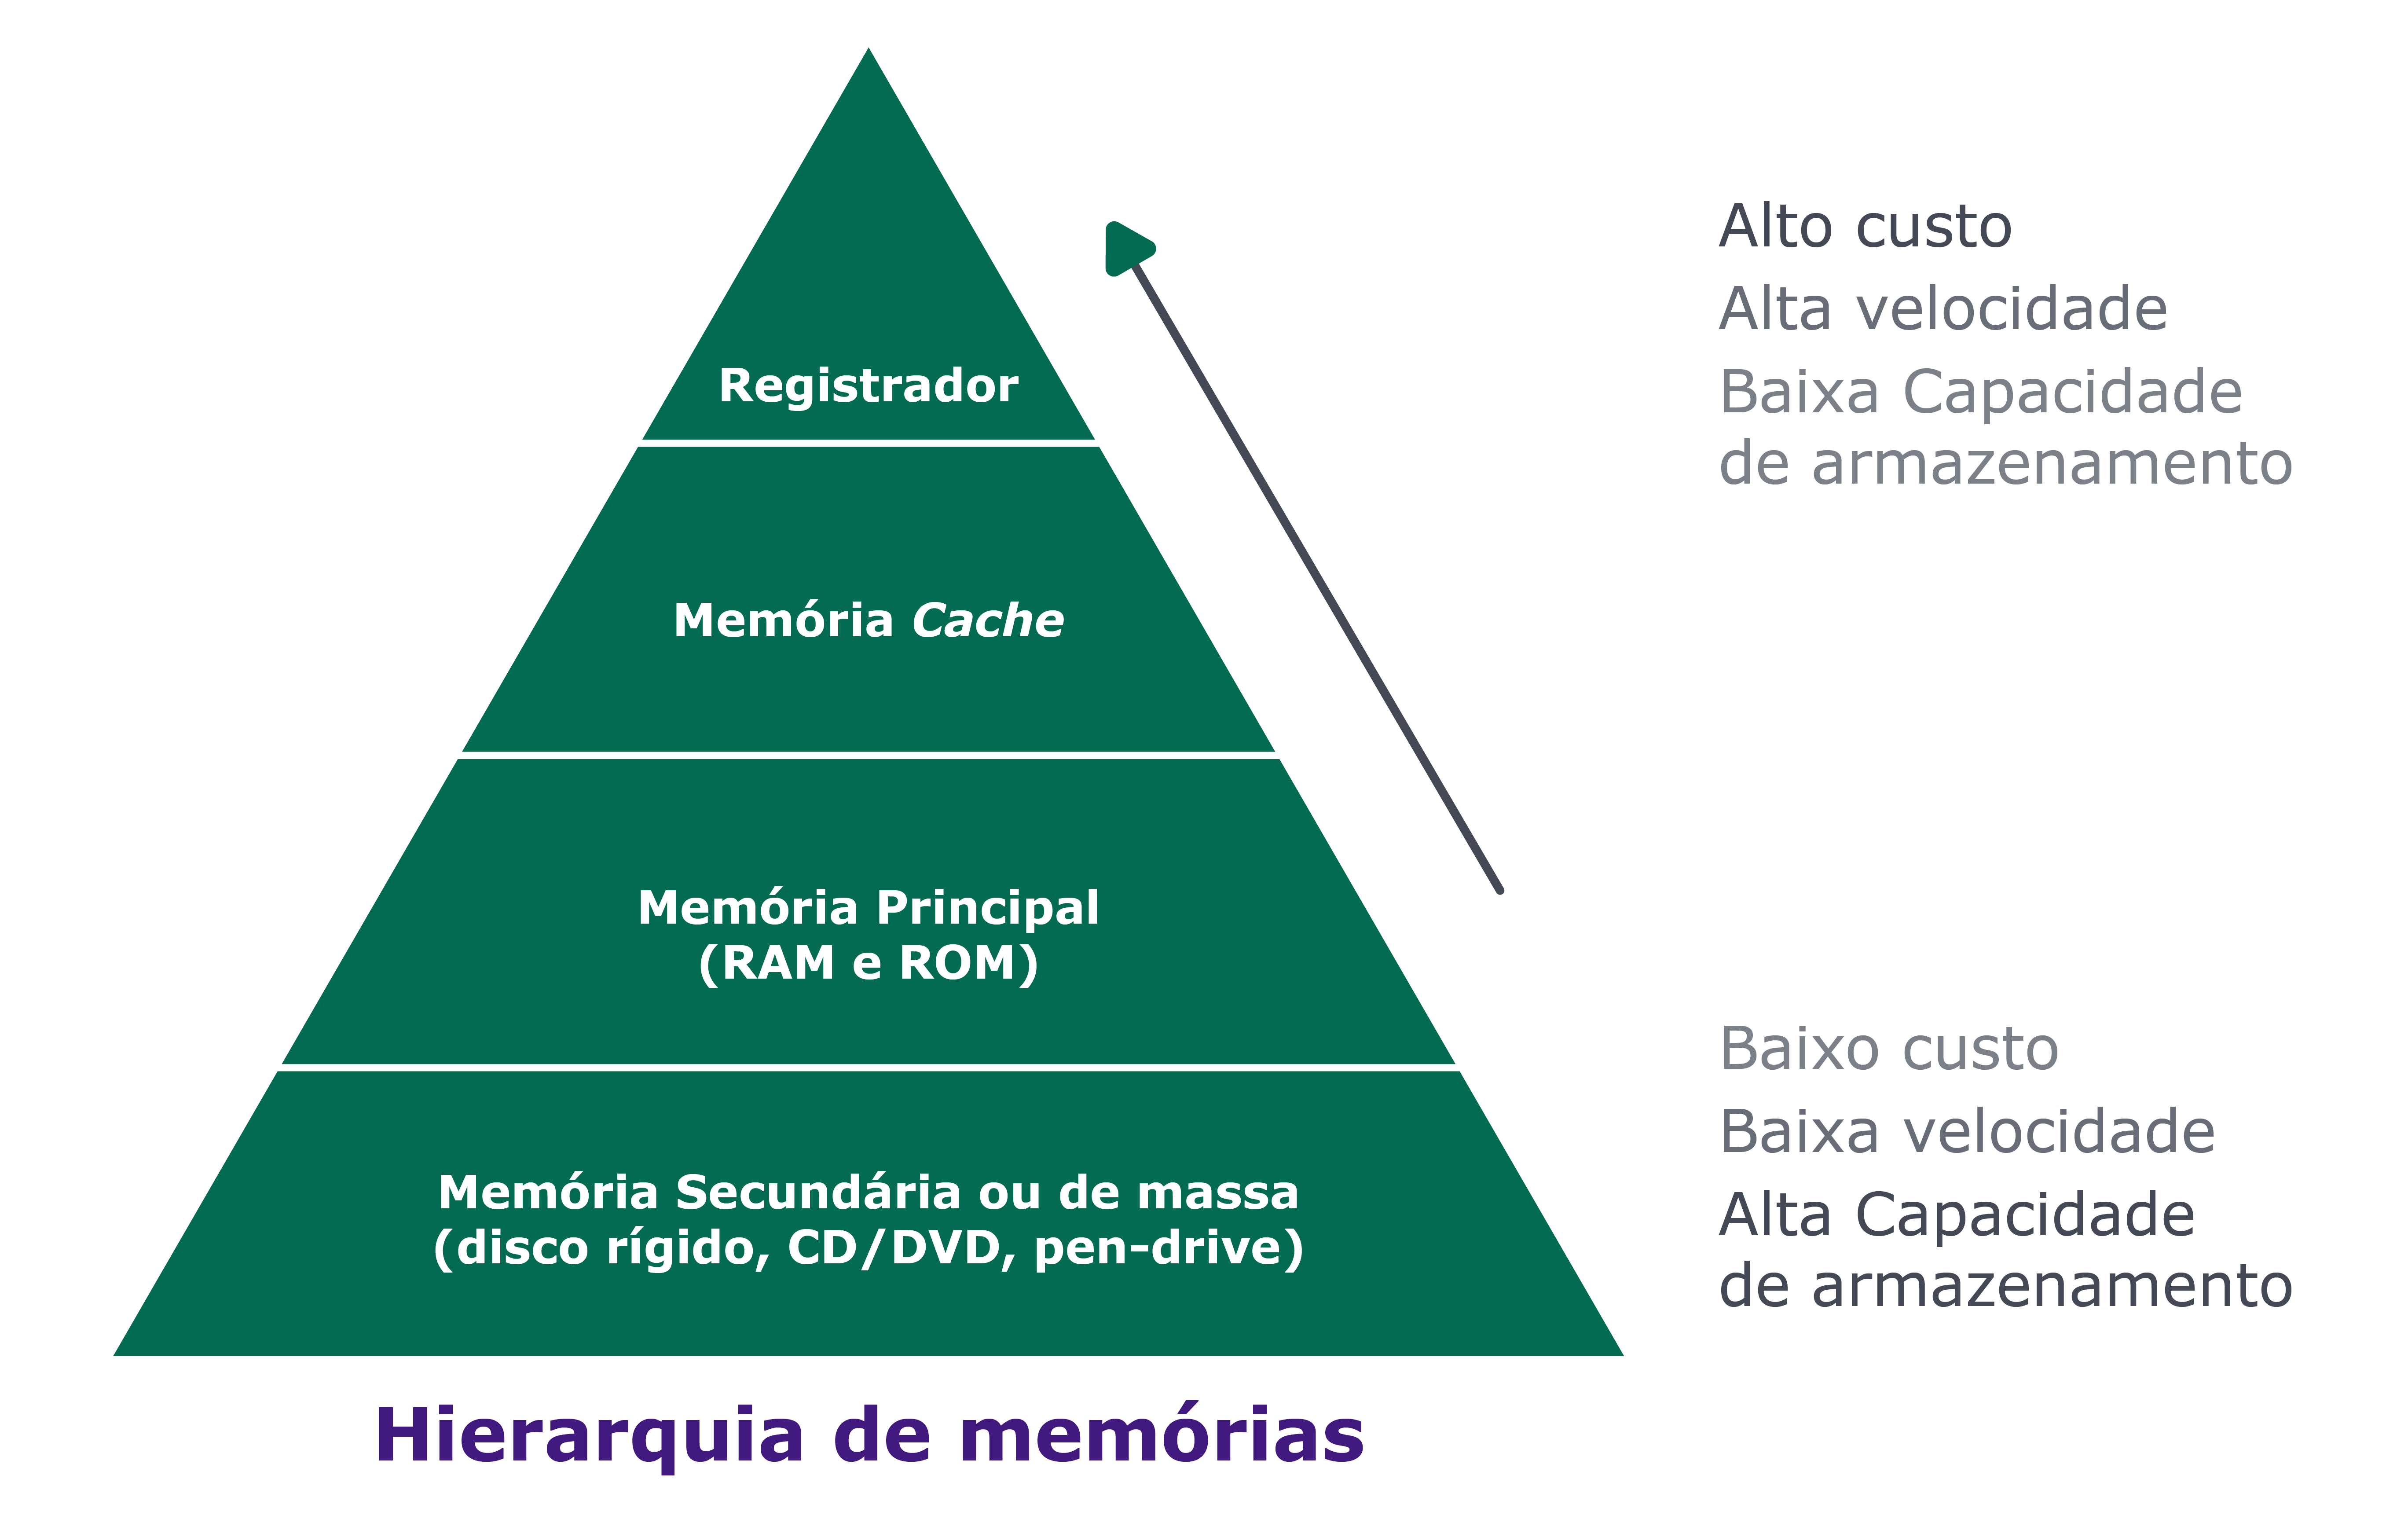 Registrador
Memória Cache
Memória Principal
(RAM e ROM)
Memória Secundária ou de massa
(disco rígido, CD/DVD, pen-drive)
Alto custo
Alta velocidade
Baixa Capacidade
de armazenamento
Baixo custo
Baixa velocidade
Alta Capacidade
de armazenamento
Hierarquia de memórias